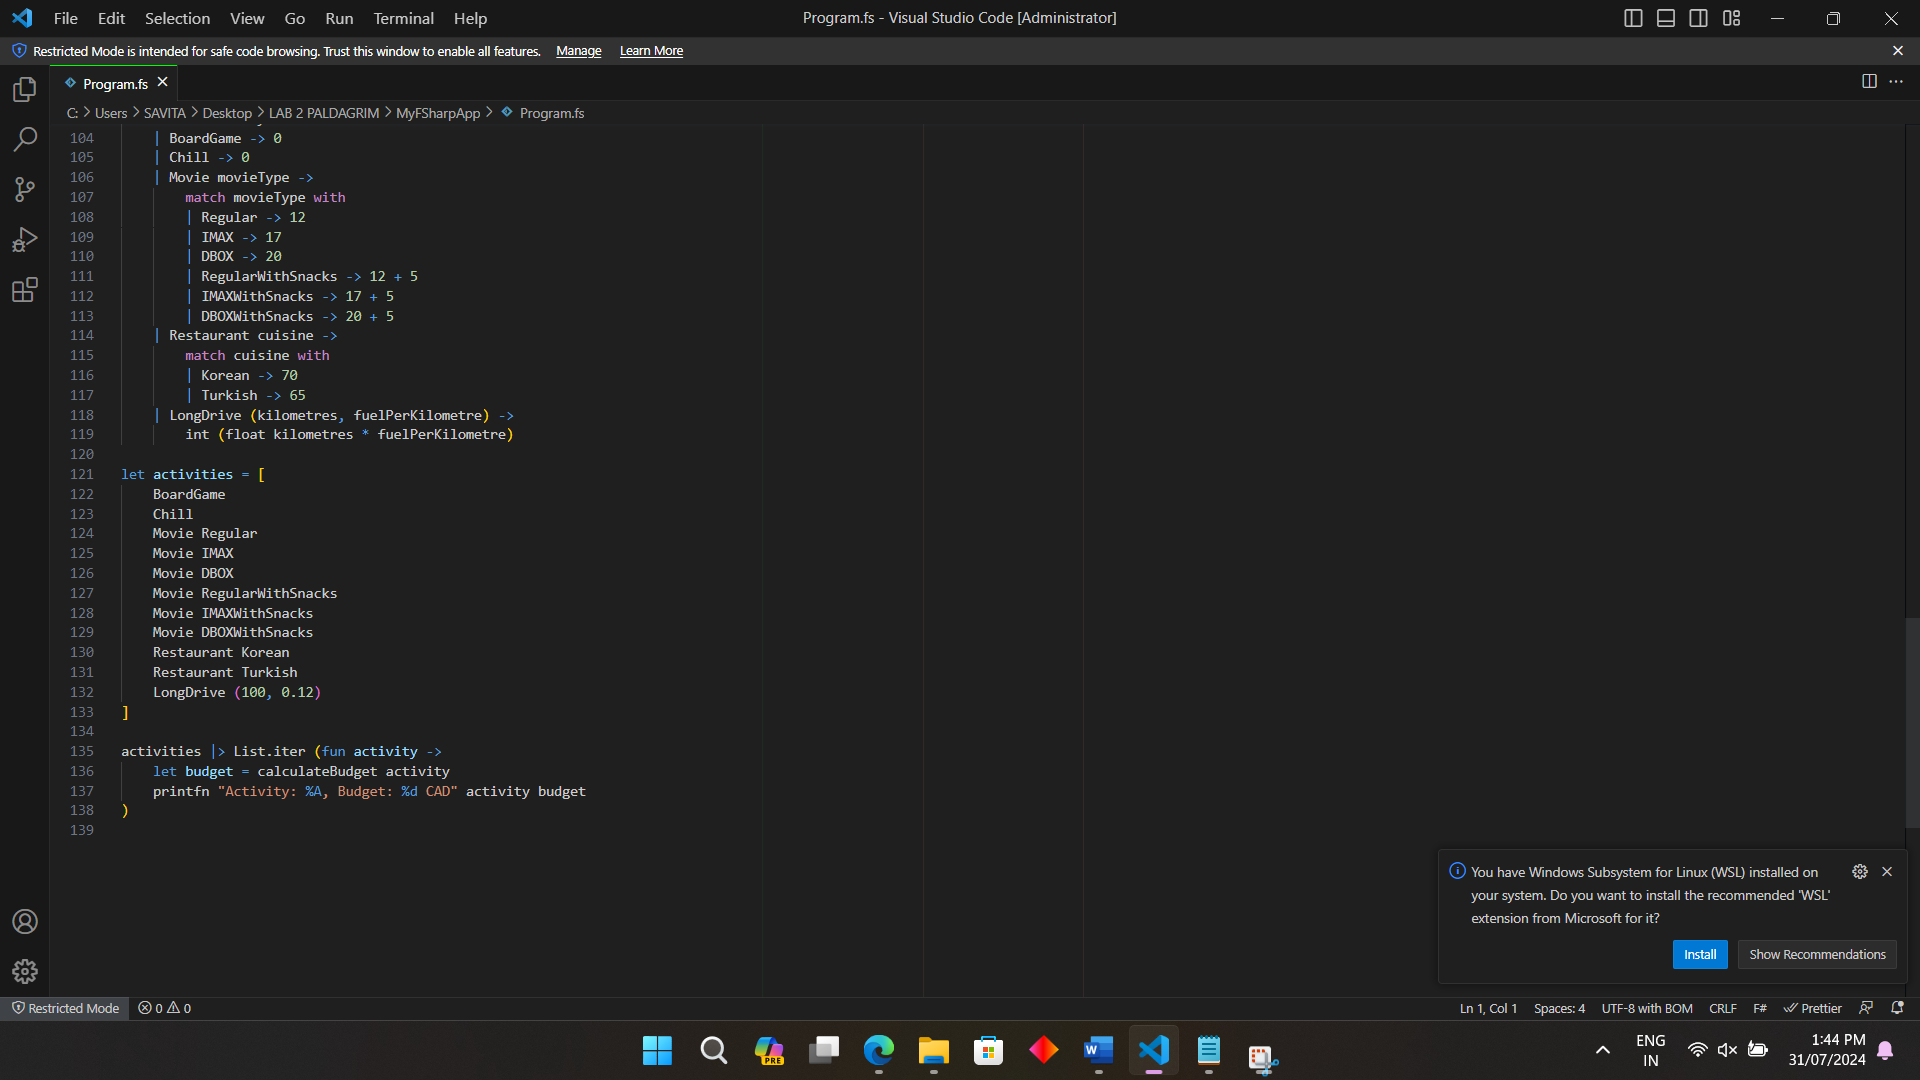 File Edit Selection View Go Run Terminal Help
Program.fs - Visual Studio Code [Administrator]
Restricted Mode is intended for safe code browsing. Trust this window to enable all features. Manage Learn More
Program.fs
C: > Users > SAVITA > Desktop > LAB 2 PALDAGRIM > MyFSharpApp > Program.fs
104 | BoardGame -> 0
105 | Chill -> 0
106 | Movie movieType ->
107 match movieType with
108 | Regular -> 12
109 | IMAX -> 17
110 | DBOX -> 20
111 | RegularWithSnacks -> 12 + 5
112 | IMAXWithSnacks -> 17 + 5
113 | DBOXWithSnacks -> 20 + 5
114 | Restaurant cuisine ->
115 match cuisine with
116 | Korean -> 70
117 | Turkish -> 65
118 | LongDrive (kilometres, fuelPerKilometre) ->
119 int (float kilometres * fuelPerKilometre)
120
121 let activities = [
122 BoardGame
123 Chill
124 Movie Regular
125 Movie IMAX
126 Movie DBOX
127 Movie RegularWithSnacks
128 Movie IMAXWithSnacks
129 Movie DBOXWithSnacks
130 Restaurant Korean
131 Restaurant Turkish
132 LongDrive (100, 0.12)
133 ]
134
135 activities |> List.iter (fun activity ->
136 let budget = calculateBudget activity
137 printfn "Activity: %A, Budget: %d CAD" activity budget
138 )
139
You have Windows Subsystem for Linux (WSL) installed on
your system. Do you want to install the recommended 'WSL'
extension from Microsoft for it?
Install Show Recommendations
Restricted Mode 0 0 Ln 1, Col 1 Spaces: 4 UTF-8 with BOM CRLF F# Prettier
PRE
W
ENG
IN
1:44 PM
31/07/2024